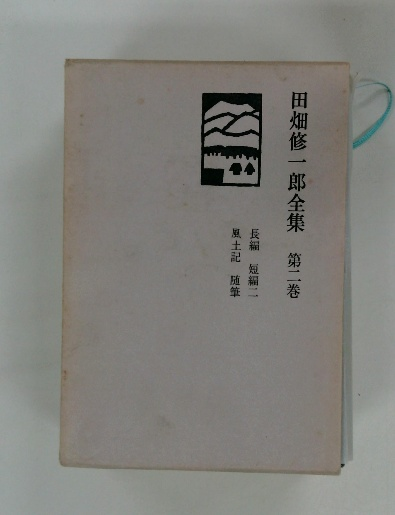 田畑修一郎全集 第二巻
長編 短編二
風土記 随筆